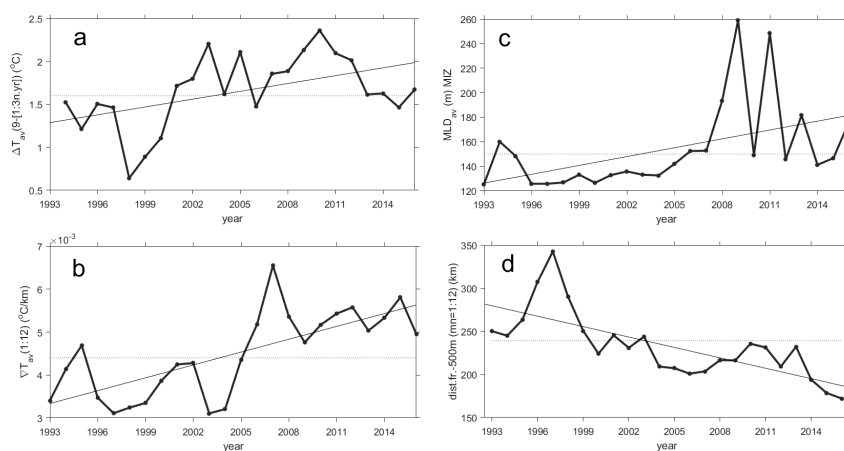 a
2.5
2
1.5
1
0.5
1993 1996 1999 2002 2005 2008 2011 2014
year
ΔT_av(9-[1:3n.yr]) (°C)
c
260
240
220
200
180
160
140
120
1993 1996 1999 2002 2005 2008 2011 2014
year
MLD_av (m) MIZ
b
×10^-3
7
6
5
4
3
1993 1996 1999 2002 2005 2008 2011 2014
year
∇T_av(1:12) (°C/km)
d
350
300
250
200
150
1993 1996 1999 2002 2005 2008 2011 2014
year
dist.fr.-500m (mn=1:12) (km)